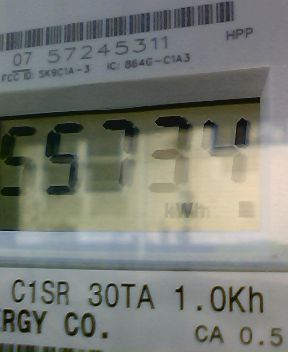 07 57245311
HPP
FCC ID: SK9C1A-3 IC: 864G-C1A3
55734
kWh
C1SR 30TA 1.0Kh
RGY CO.
CA 0.5